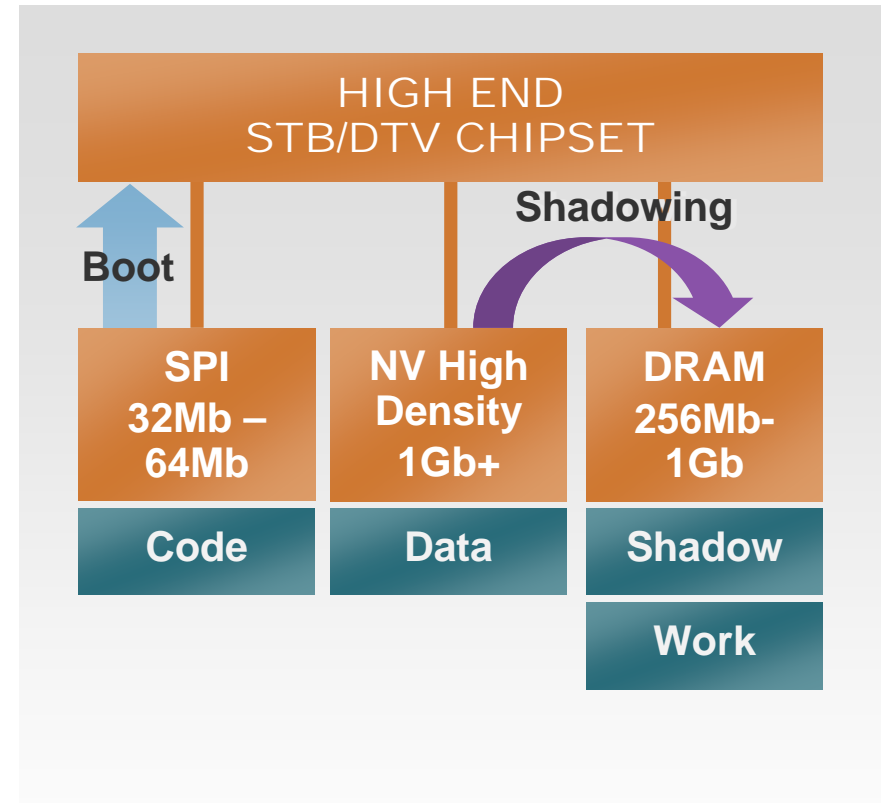 HIGH END
STB/DTV CHIPSET
Shadowing
Boot
SPI
32Mb –
64Mb
NV High
Density
1Gb+
DRAM
256Mb-
1Gb
Code
Data
Shadow
Work